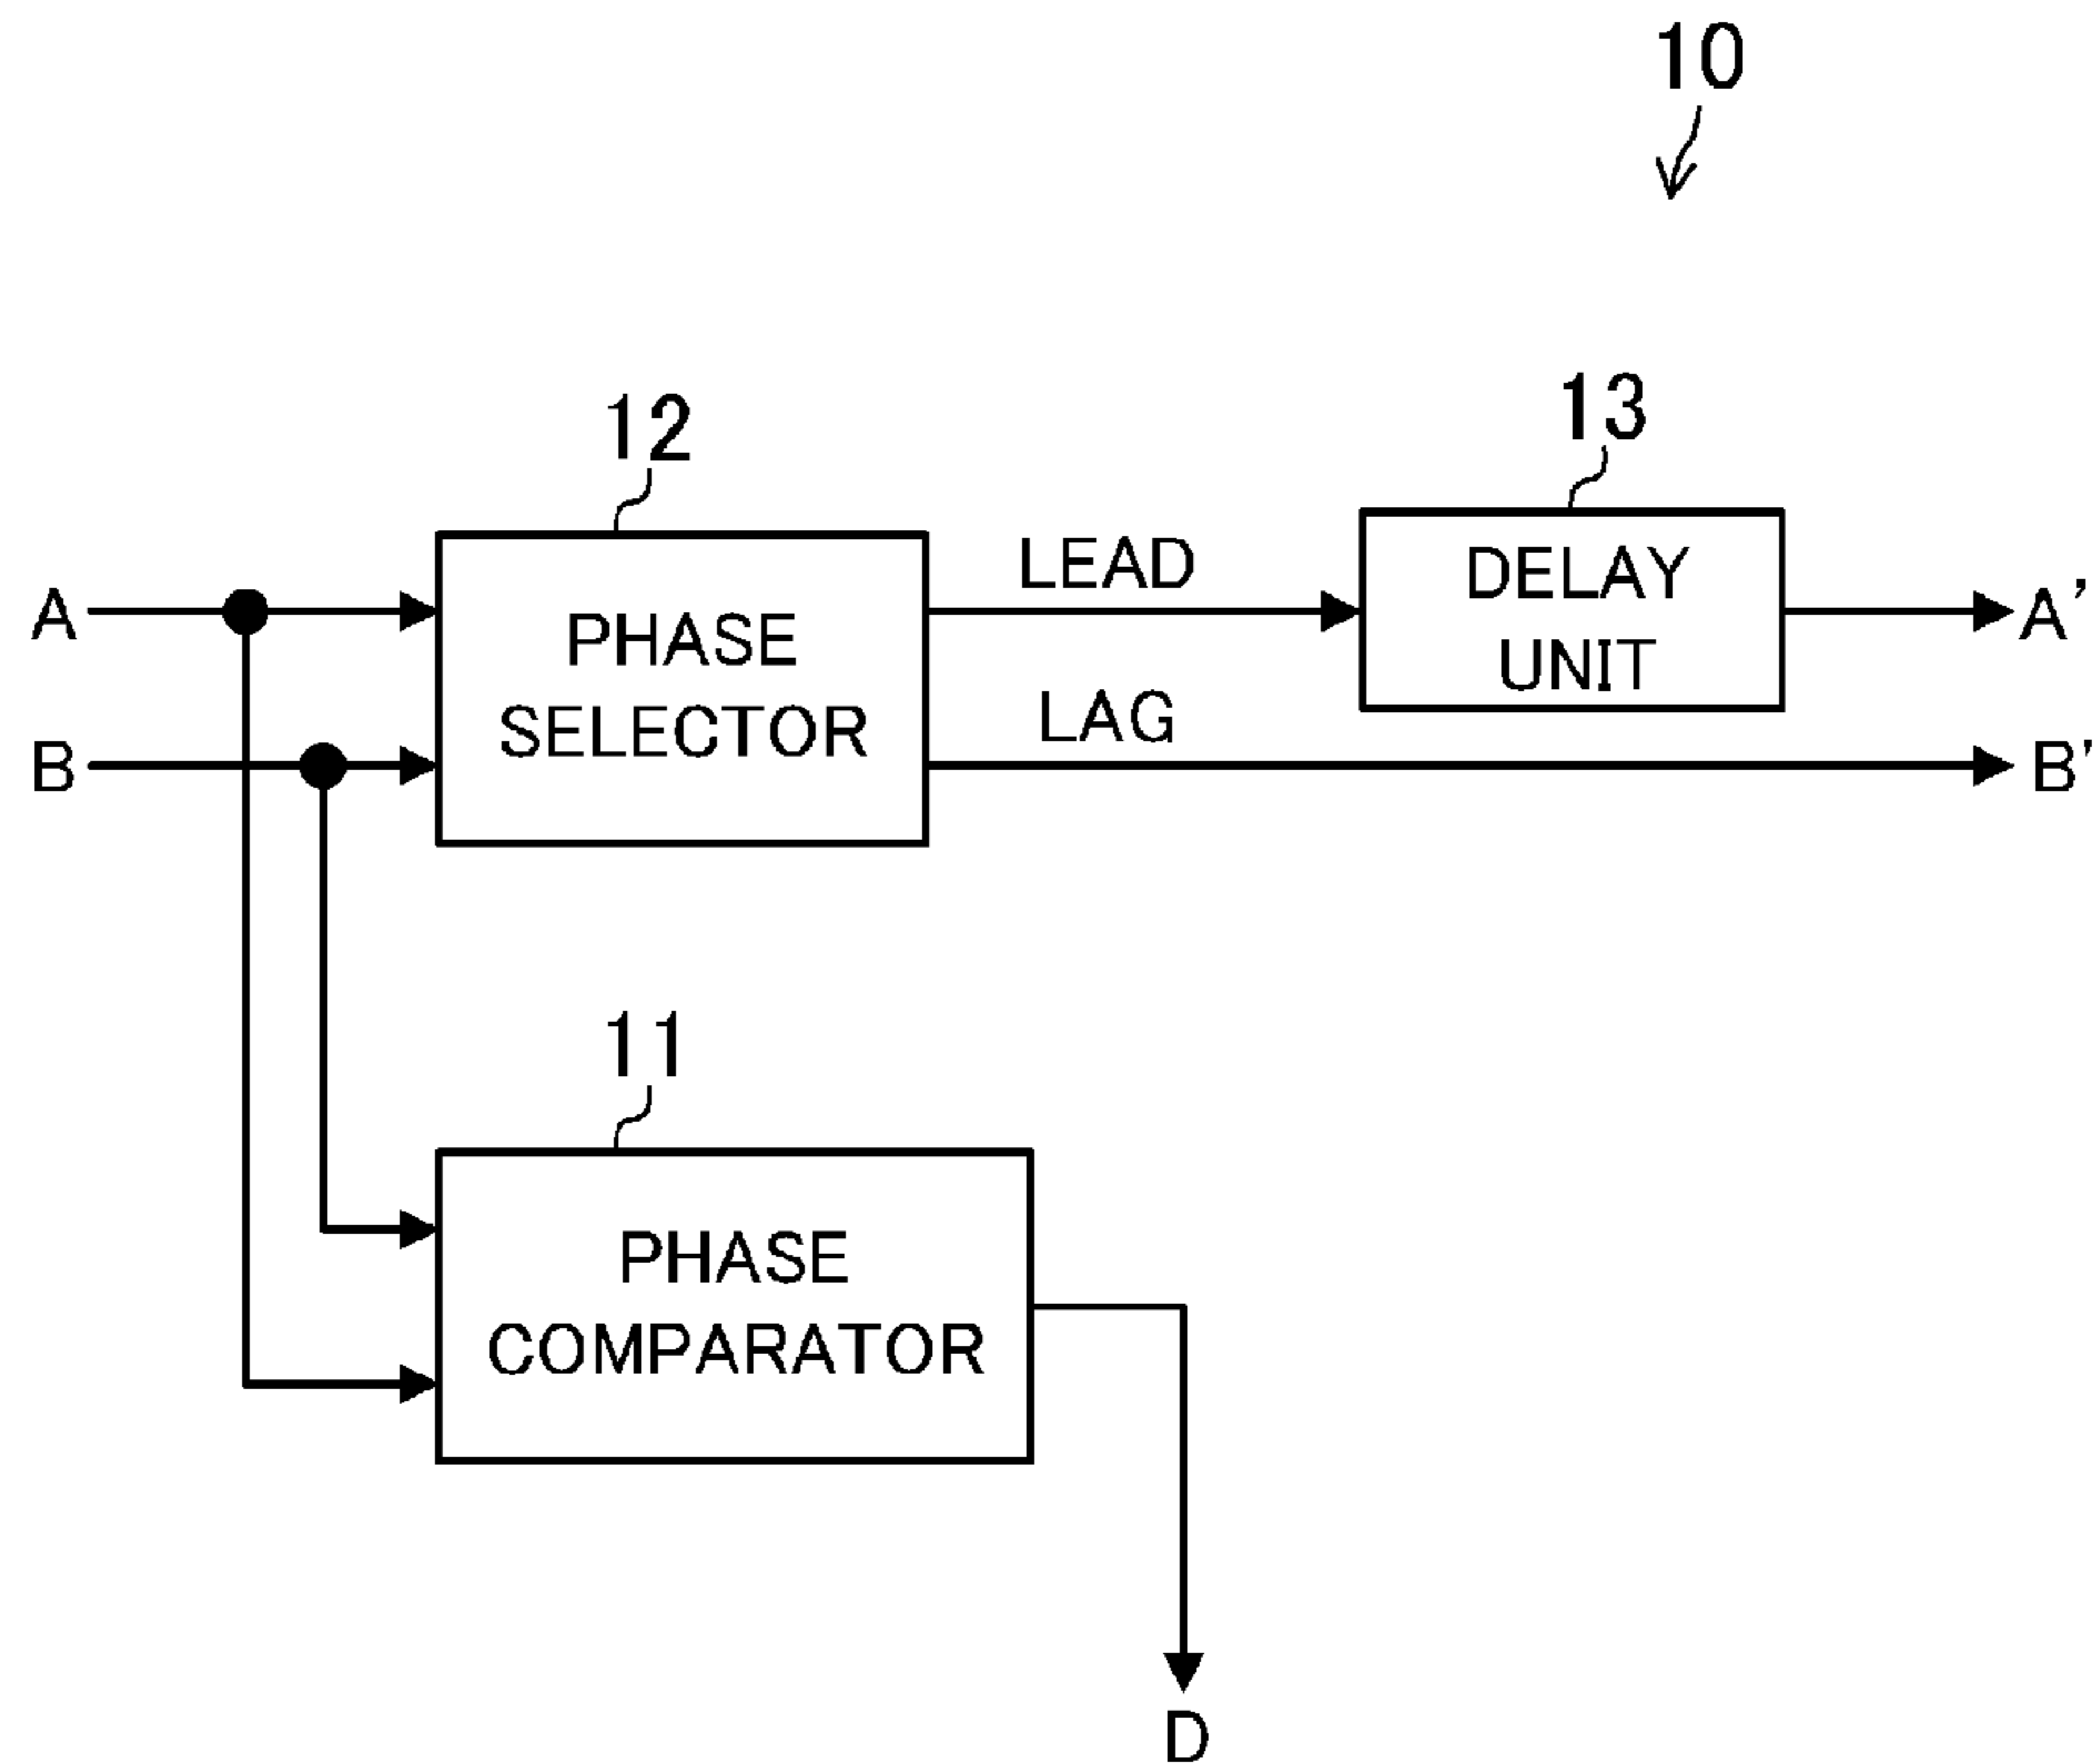 10
12
13
LEAD
DELAY
UNIT
A
PHASE
SELECTOR
A'
LAG
B
B'
11
PHASE
COMPARATOR
D